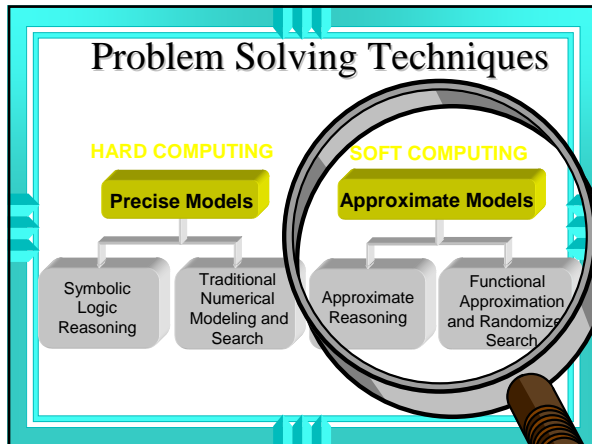 Problem Solving Techniques
HARD COMPUTING
SOFT COMPUTING
Precise Models
Approximate Models
Symbolic
Logic
Reasoning
Traditional
Numerical
Modeling and
Search
Approximate
Reasoning
Functional
Approximation
and Randomize
Search